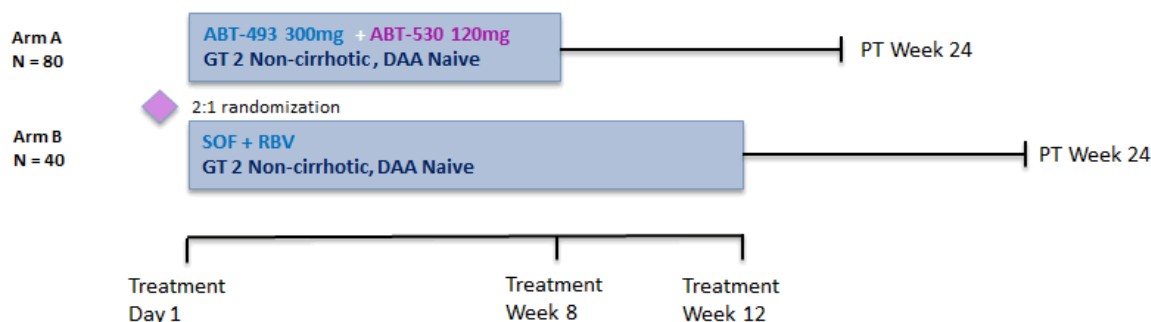 Arm A
N = 80
ABT-493 300mg + ABT-530 120mg
GT 2 Non-cirrhotic , DAA Naive
PT Week 24
2:1 randomization
Arm B
N = 40
SOF + RBV
GT 2 Non-cirrhotic, DAA Naive
PT Week 24
Treatment
Day 1
Treatment
Week 8
Treatment
Week 12